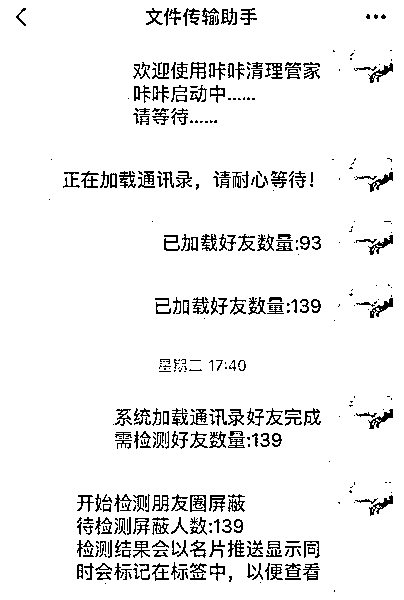 文件传输助手
欢迎使用咔咔清理管家
咔咔启动中......
请等待......
正在加载通讯录，请耐心等待！
已加载好友数量:93
已加载好友数量:139
星期二 17:40
系统加载通讯录好友完成
需检测好友数量:139
开始检测朋友圈屏蔽
待检测屏蔽人数:139
检测结果会以名片推送显示同
时会标记在标签中，以便查看